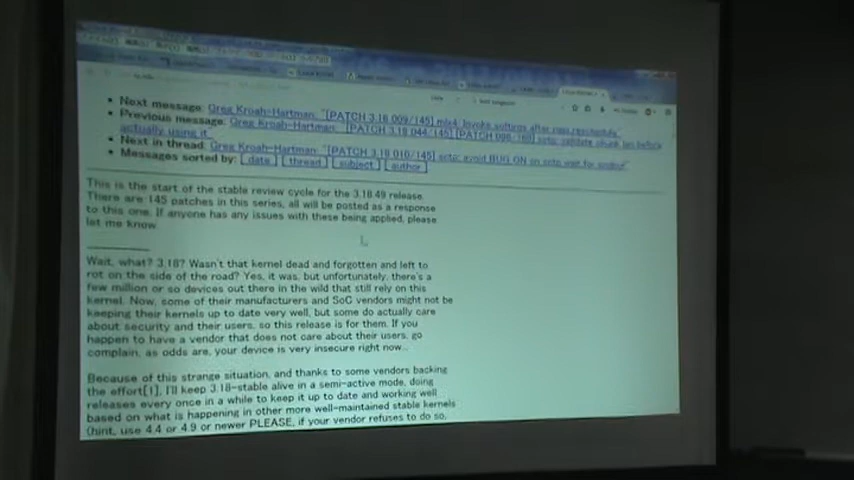 Next message: Greg Kroah-Hartman: "[PATCH 3.18 009/145] mlx4: Invoke softirqs after napi_reschedule"
Previous message: Greg Kroah-Hartman: "[PATCH 3.18 044/145] [PATCH 096/160] sctp: validate chunk len before
actually using it"
Next in thread: Greg Kroah-Hartman: "[PATCH 3.18 010/145] sctp: avoid BUG_ON on sctp_wait_for_sndbuf"
Messages sorted by: [ date ] [ thread ] [ subject ] [ author ]
This is the start of the stable review cycle for the 3.18.49 release.
There are 145 patches in this series, all will be posted as a response
to this one. If anyone has any issues with these being applied, please
let me know.
Wait, what? 3.18? Wasn't that kernel dead and forgotten and left to
rot on the side of the road? Yes, it was, but unfortunately, there's a
few million or so devices out there in the wild that still rely on this
kernel. Now, some of their manufacturers and SoC vendors might not be
keeping their kernels up to date very well, but some do actually care
about security and their users, so this release is for them. If you
happen to have a vendor that does not care about their users, go
complain, as odds are, your device is very insecure right now...
Because of this strange situation, and thanks to some vendors backing
the effort[1], I'll keep 3.18-stable alive in a semi-active mode, doing
releases every once in a while to keep it up to date and working well
based on what is happening in other more well-maintained stable kernels
(hint, use 4.4 or 4.9 or newer PLEASE, if your vendor refuses to do so,